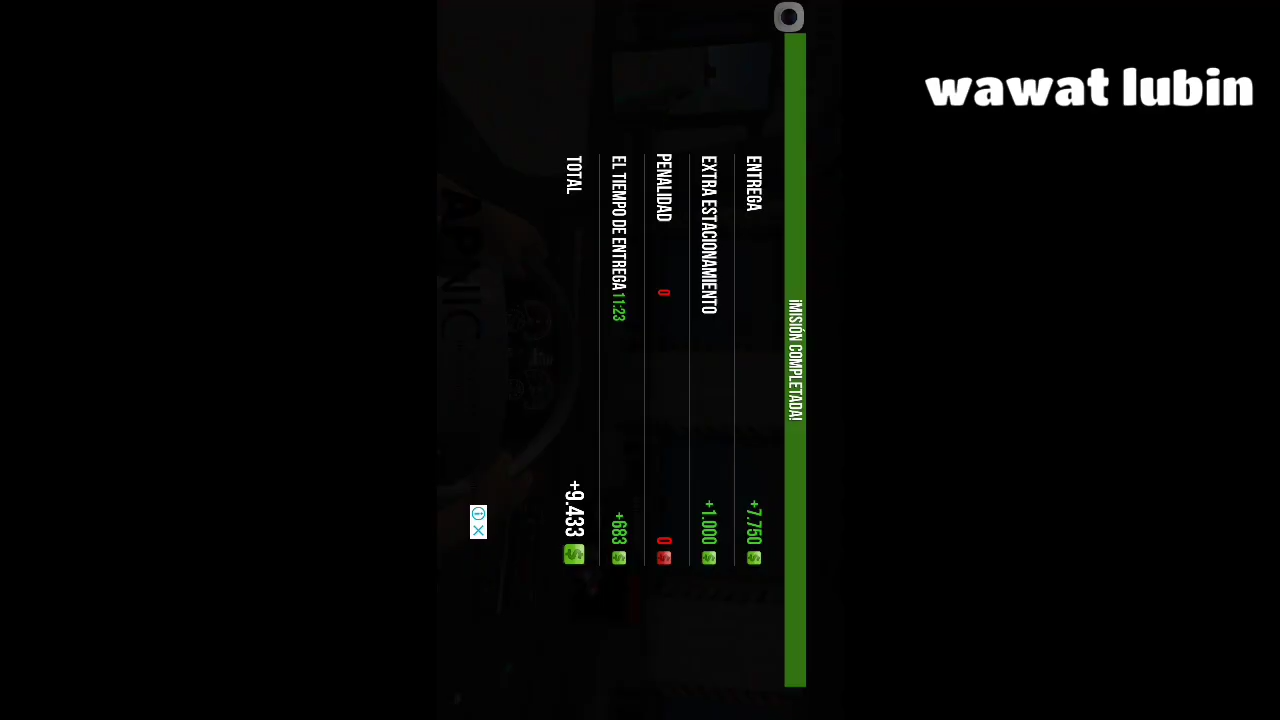 wawat lubin
¡MISIÓN COMPLETADA!
ENTREGA +7.750
EXTRA ESTACIONAMIENTO +1.000
PENALIDAD 0 0
EL TIEMPO DE ENTREGA 11:23 +683
TOTAL +9.433